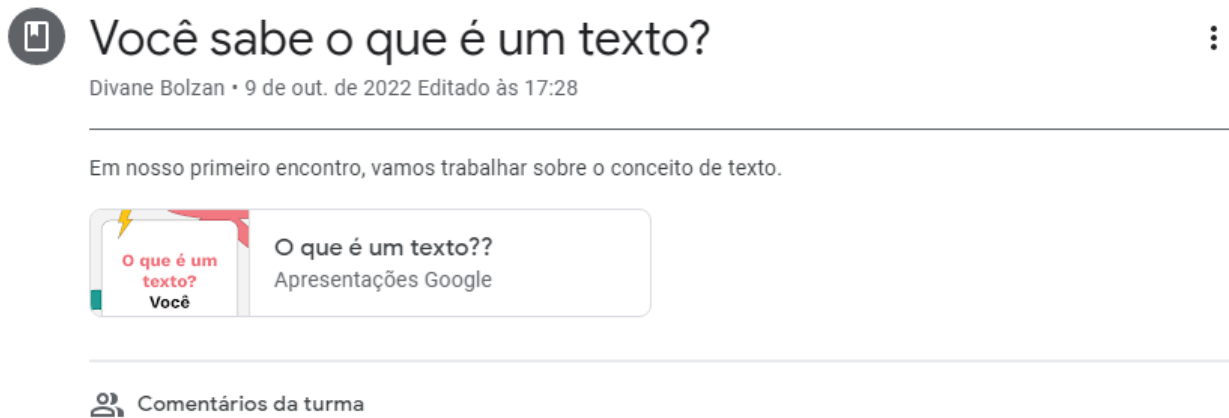 Você sabe o que é um texto?
Divane Bolzan • 9 de out. de 2022 Editado às 17:28
Em nosso primeiro encontro, vamos trabalhar sobre o conceito de texto.
O que é um
texto?
Você
O que é um texto??
Apresentações Google
Comentários da turma